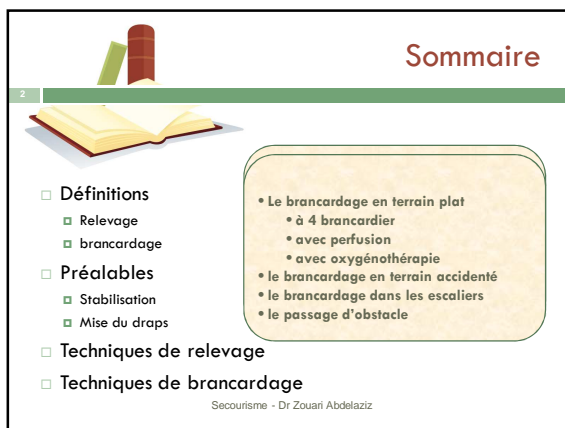 Sommaire
2
Définitions
Relevage
brancardage
Préalables
Stabilisation
Mise du draps
Techniques de relevage
Techniques de brancardage
• Le brancardage en terrain plat
• à 4 brancardier
• avec perfusion
• avec oxygénothérapie
• le brancardage en terrain accidenté
• le brancardage dans les escaliers
• le passage d'obstacle
Secourisme - Dr Zouari Abdelaziz